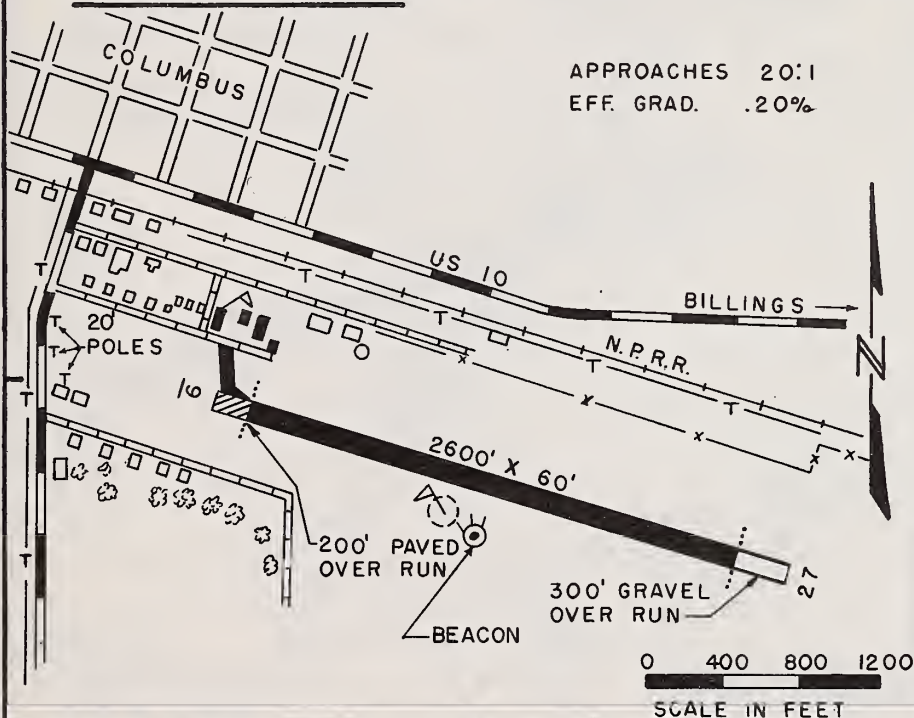 COLUMBUS
APPROACHES 20:1
EFF. GRAD. .20%
US 10
BILLINGS
N
N.P.R.R.
20'
POLES
9
2600' X 60'
200' PAVED
OVER RUN
BEACON
300' GRAVEL
OVER RUN
27
0 400 800 1200
SCALE IN FEET